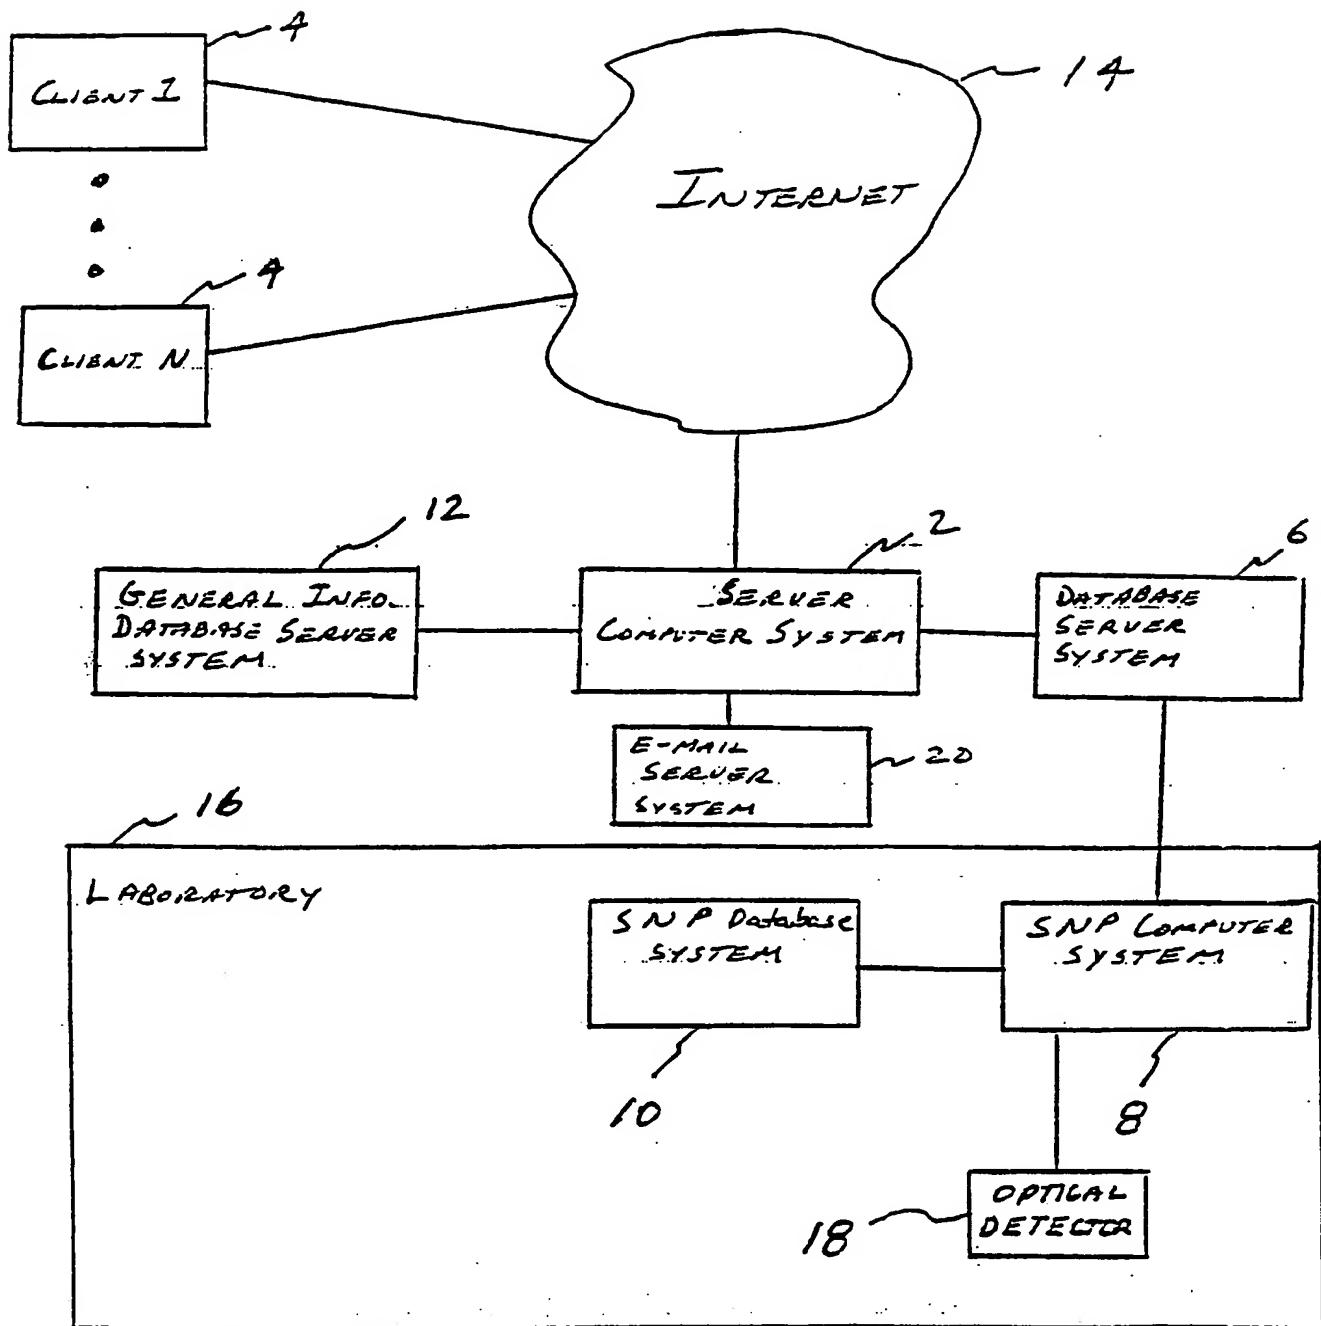 4
CLIENT 1
14
INTERNET
4
CLIENT N
12
2
6
GENERAL INFO
DATABASE SERVER
SYSTEM
SERVER
COMPUTER SYSTEM
DATABASE
SERVER
SYSTEM
E-MAIL
SERVER
SYSTEM
20
16
LABORATORY
SNP Database
SYSTEM
SNP COMPUTER
SYSTEM
10
8
OPTICAL
DETECTOR
18